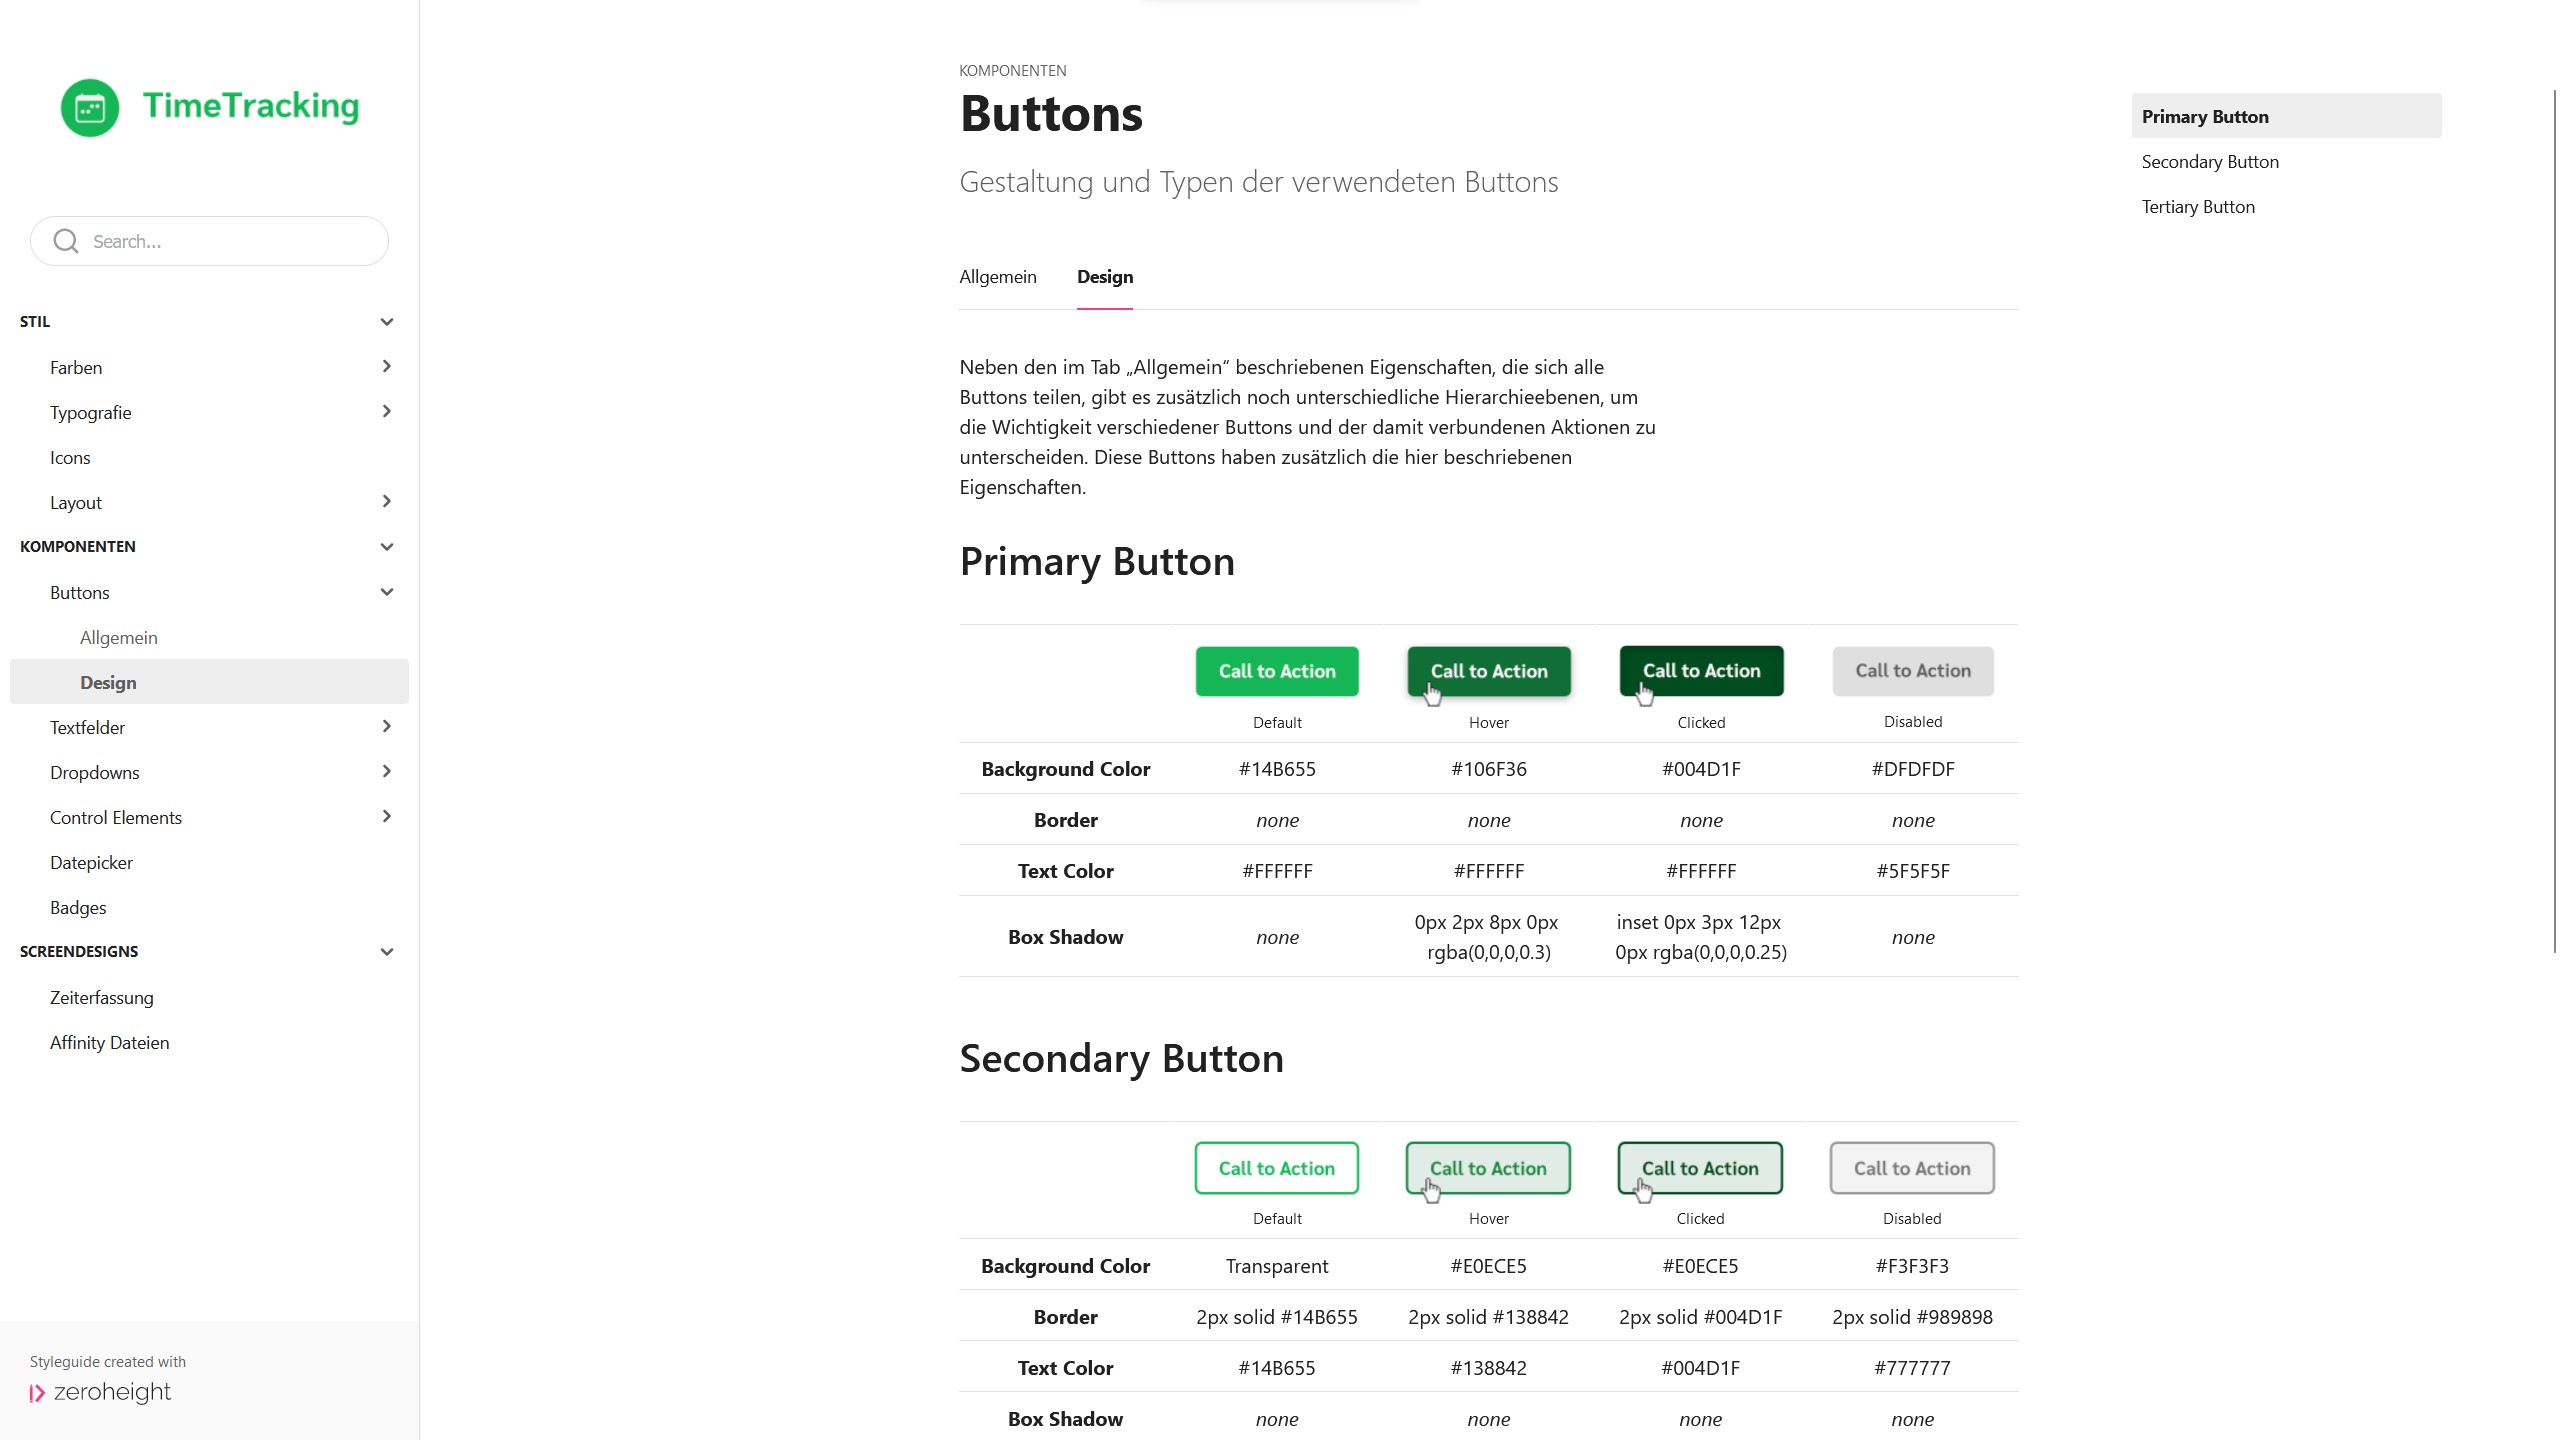 TimeTracking
Search...
STIL
Farben
Typografie
Icons
Layout
KOMPONENTEN
Buttons
Allgemein
Design
Textfelder
Dropdowns
Control Elements
Datepicker
Badges
SCREENDESIGNS
Zeiterfassung
Affinity Dateien
Styleguide created with
zeroheight
KOMPONENTEN
Buttons
Gestaltung und Typen der verwendeten Buttons
Allgemein Design
Neben den im Tab „Allgemein“ beschriebenen Eigenschaften, die sich alle
Buttons teilen, gibt es zusätzlich noch unterschiedliche Hierarchieebenen, um
die Wichtigkeit verschiedener Buttons und der damit verbundenen Aktionen zu
unterscheiden. Diese Buttons haben zusätzlich die hier beschriebenen
Eigenschaften.
Primary Button
Call to Action Call to Action Call to Action Call to Action
Default Hover Clicked Disabled
Background Color #14B655 #106F36 #004D1F #DFDFDF
Border none none none none
Text Color #FFFFFF #FFFFFF #FFFFFF #5F5F5F
Box Shadow none 0px 2px 8px 0px rgba(0,0,0,0.3) inset 0px 3px 12px 0px rgba(0,0,0,0.25) none
Secondary Button
Call to Action Call to Action Call to Action Call to Action
Default Hover Clicked Disabled
Background Color Transparent #E0ECE5 #E0ECE5 #F3F3F3
Border 2px solid #14B655 2px solid #138842 2px solid #004D1F 2px solid #989898
Text Color #14B655 #138842 #004D1F #777777
Box Shadow none none none none
Primary Button
Secondary Button
Tertiary Button